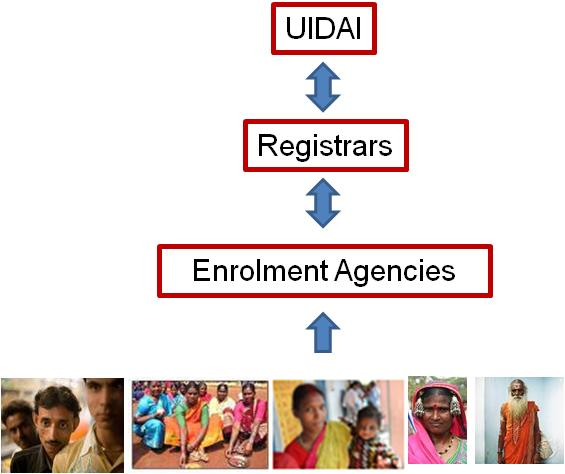 UIDAI
Registrars
Enrolment Agencies